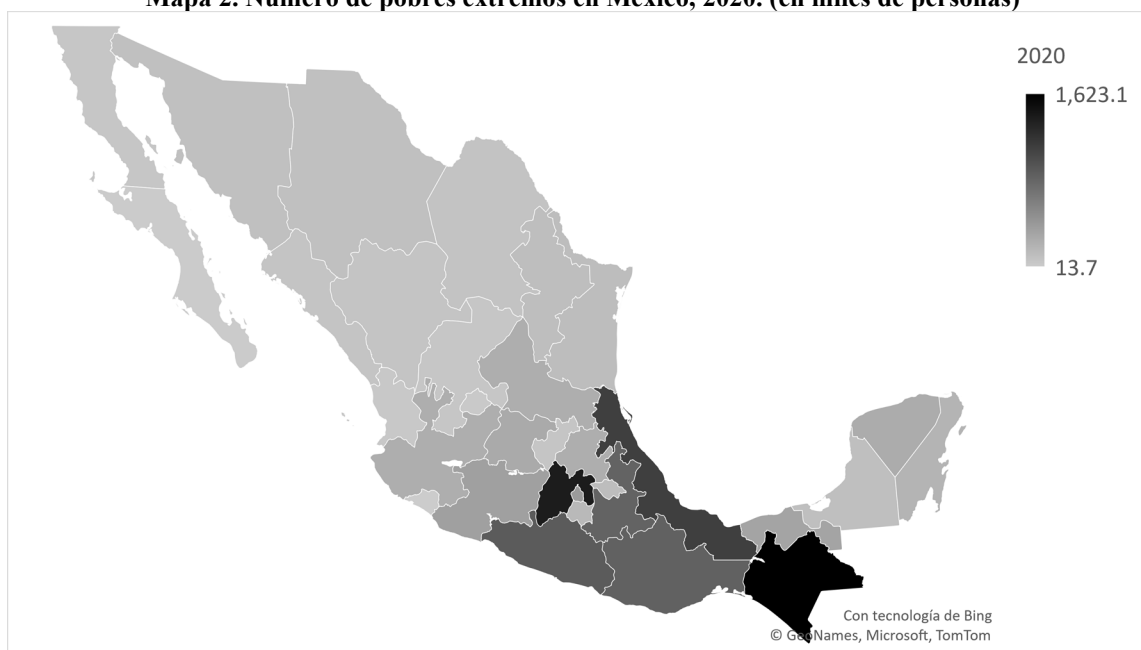 Mapa 2. Número de pobres extremos en México, 2020. (en miles de personas)
2020
1,623.1
13.7
Con tecnología de Bing
© GeoNames, Microsoft, TomTom